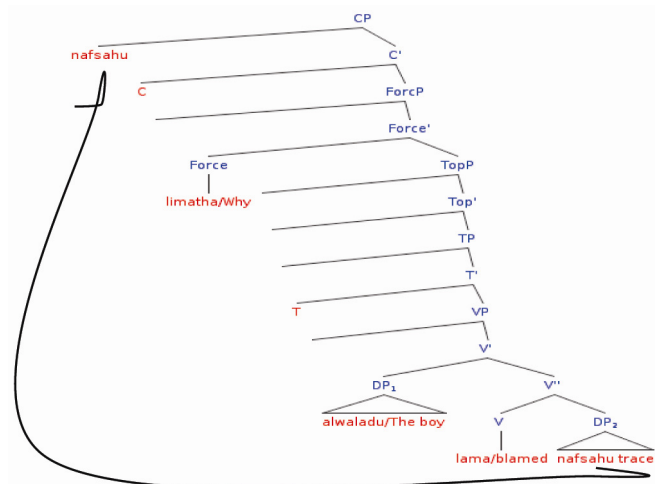 CP
nafsahu C'
C ForcP
Force'
Force TopP
limatha/Why Top'
TP
T'
T VP
V'
DP₁ V''
alwaladu/The boy V DP₂
lama/blamed nafsahu trace